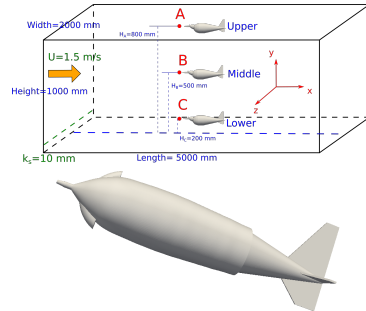 A
Width=2000 mm
Upper
H_A=800 mm
U=1.5 m/s
B
Middle
H_B=500 mm
Height=1000 mm
y
x
z
C
Lower
H_C=200 mm
k_s=10 mm
Length= 5000 mm